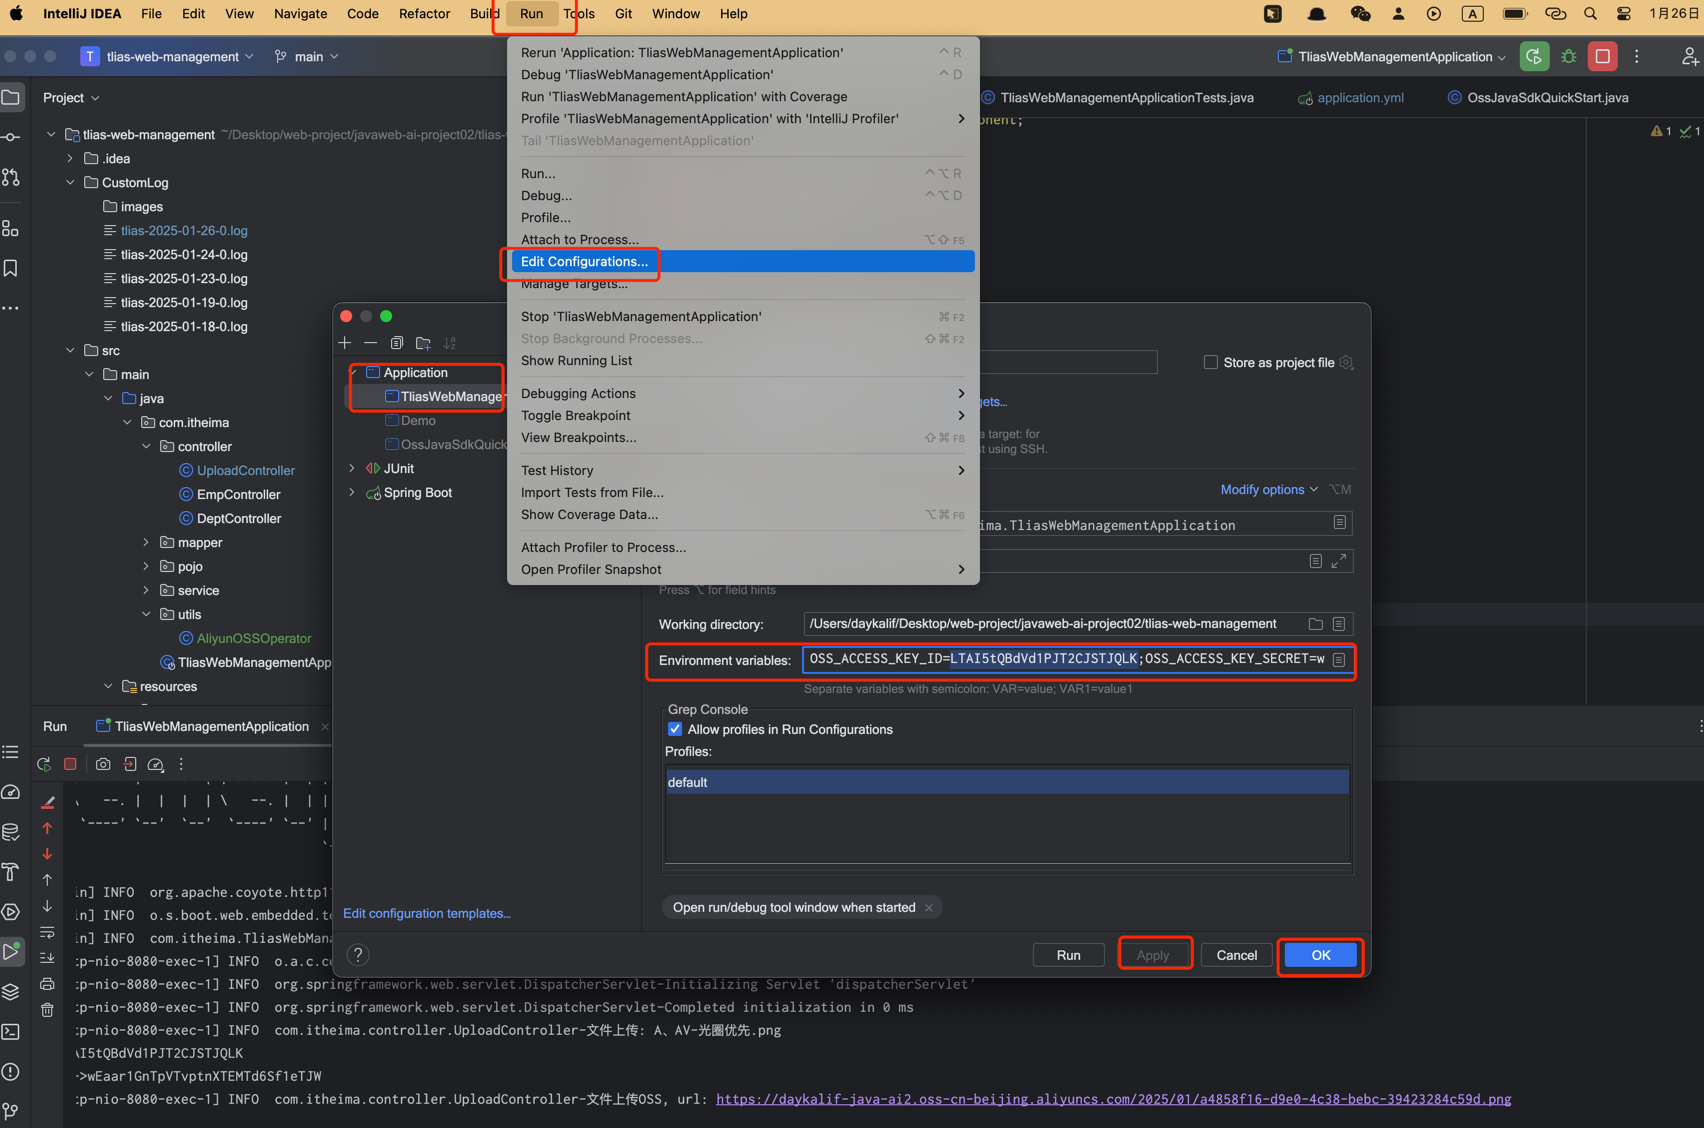 IntelliJ IDEA File Edit View Navigate Code Refactor Build Run Tools Git Window Help A 1月26日
T tlias-web-management main TliasWebManagementApplication
Project
TliasWebManagementApplicationTests.java application.yml OssJavaSdkQuickStart.java
onent;
1 1
tlias-web-management ~/Desktop/web-project/javaweb-ai-project02/tlias-w
.idea
CustomLog
images
tlias-2025-01-26-0.log
tlias-2025-01-24-0.log
tlias-2025-01-23-0.log
tlias-2025-01-19-0.log
tlias-2025-01-18-0.log
src
main
java
com.itheima
controller
UploadController
EmpController
DeptController
mapper
pojo
service
utils
AliyunOSSOperator
TliasWebManagementApp
resources
Rerun 'Application: TliasWebManagementApplication' ^ R
Debug 'TliasWebManagementApplication' ^ D
Run 'TliasWebManagementApplication' with Coverage
Profile 'TliasWebManagementApplication' with 'IntelliJ Profiler'
Tail 'TliasWebManagementApplication'
Run... ^⌥ R
Debug... ^⌥ D
Profile...
Attach to Process... ⌥⇧ F5
Edit Configurations...
Manage Targets...
Stop 'TliasWebManagementApplication' ⌘ F2
Stop Background Processes... ⇧⌘ F2
Show Running List
Debugging Actions
Toggle Breakpoint
View Breakpoints... ⇧⌘ F8
Test History
Import Tests from File...
Show Coverage Data... ⌥⌘ F6
Attach Profiler to Process...
Open Profiler Snapshot
Application
TliasWebManage
Demo
OssJavaSdkQuick
JUnit
Spring Boot
Edit configuration templates...
Store as project file
gets...
a target: for
t using SSH.
Modify options ⌥M
ima.TliasWebManagementApplication
Press ⌥ for field hints
Working directory: /Users/daykalif/Desktop/web-project/javaweb-ai-project02/tlias-web-management
Environment variables: OSS_ACCESS_KEY_ID=LTAI5tQBdVd1PJT2CJSTJQLK;OSS_ACCESS_KEY_SECRET=w
Separate variables with semicolon: VAR=value; VAR1=value1
Grep Console
Allow profiles in Run Configurations
Profiles:
default
Open run/debug tool window when started
? Run Apply Cancel OK
Run TliasWebManagementApplication
in] INFO org.apache.coyote.http1
in] INFO o.s.boot.web.embedded.to
in] INFO com.itheima.TliasWebMana
:p-nio-8080-exec-1] INFO o.a.c.co
:p-nio-8080-exec-1] INFO org.springframework.web.servlet.DispatcherServlet-Initializing Servlet 'dispatcherServlet'
:p-nio-8080-exec-1] INFO org.springframework.web.servlet.DispatcherServlet-Completed initialization in 0 ms
:p-nio-8080-exec-1] INFO com.itheima.controller.UploadController-文件上传: A、AV-光圈优先.png
AI5tQBdVd1PJT2CJSTJQLK
->wEaar1GnTpVTvptnXTEMTd6Sf1eTJW
:p-nio-8080-exec-1] INFO com.itheima.controller.UploadController-文件上传OSS, url: https://daykalif-java-ai2.oss-cn-beijing.aliyuncs.com/2025/01/a4858f16-d9e0-4c38-bebc-39423284c59d.png